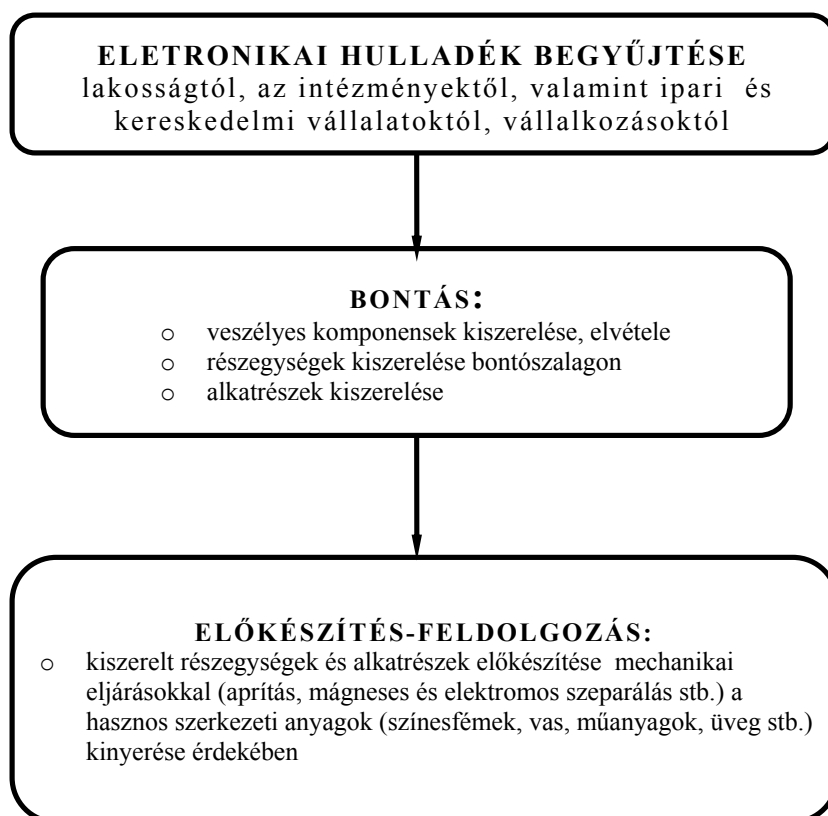 ELETRONIKAI HULLADÉK BEGYŰJTÉSE
lakosságtól, az intézményektől, valamint ipari és
kereskedelmi vállalatoktól, vállalkozásoktól
BONTÁS:
o veszélyes komponensek kiszerelése, elvétele
o részegységek kiszerelése bontószalagon
o alkatrészek kiszerelése
ELŐKÉSZÍTÉS-FELDOLGOZÁS:
o kiszerelt részegységek és alkatrészek előkészítése mechanikai
eljárásokkal (aprítás, mágneses és elektromos szeparálás stb.) a
hasznos szerkezeti anyagok (színesfémek, vas, műanyagok, üveg stb.)
kinyerése érdekében